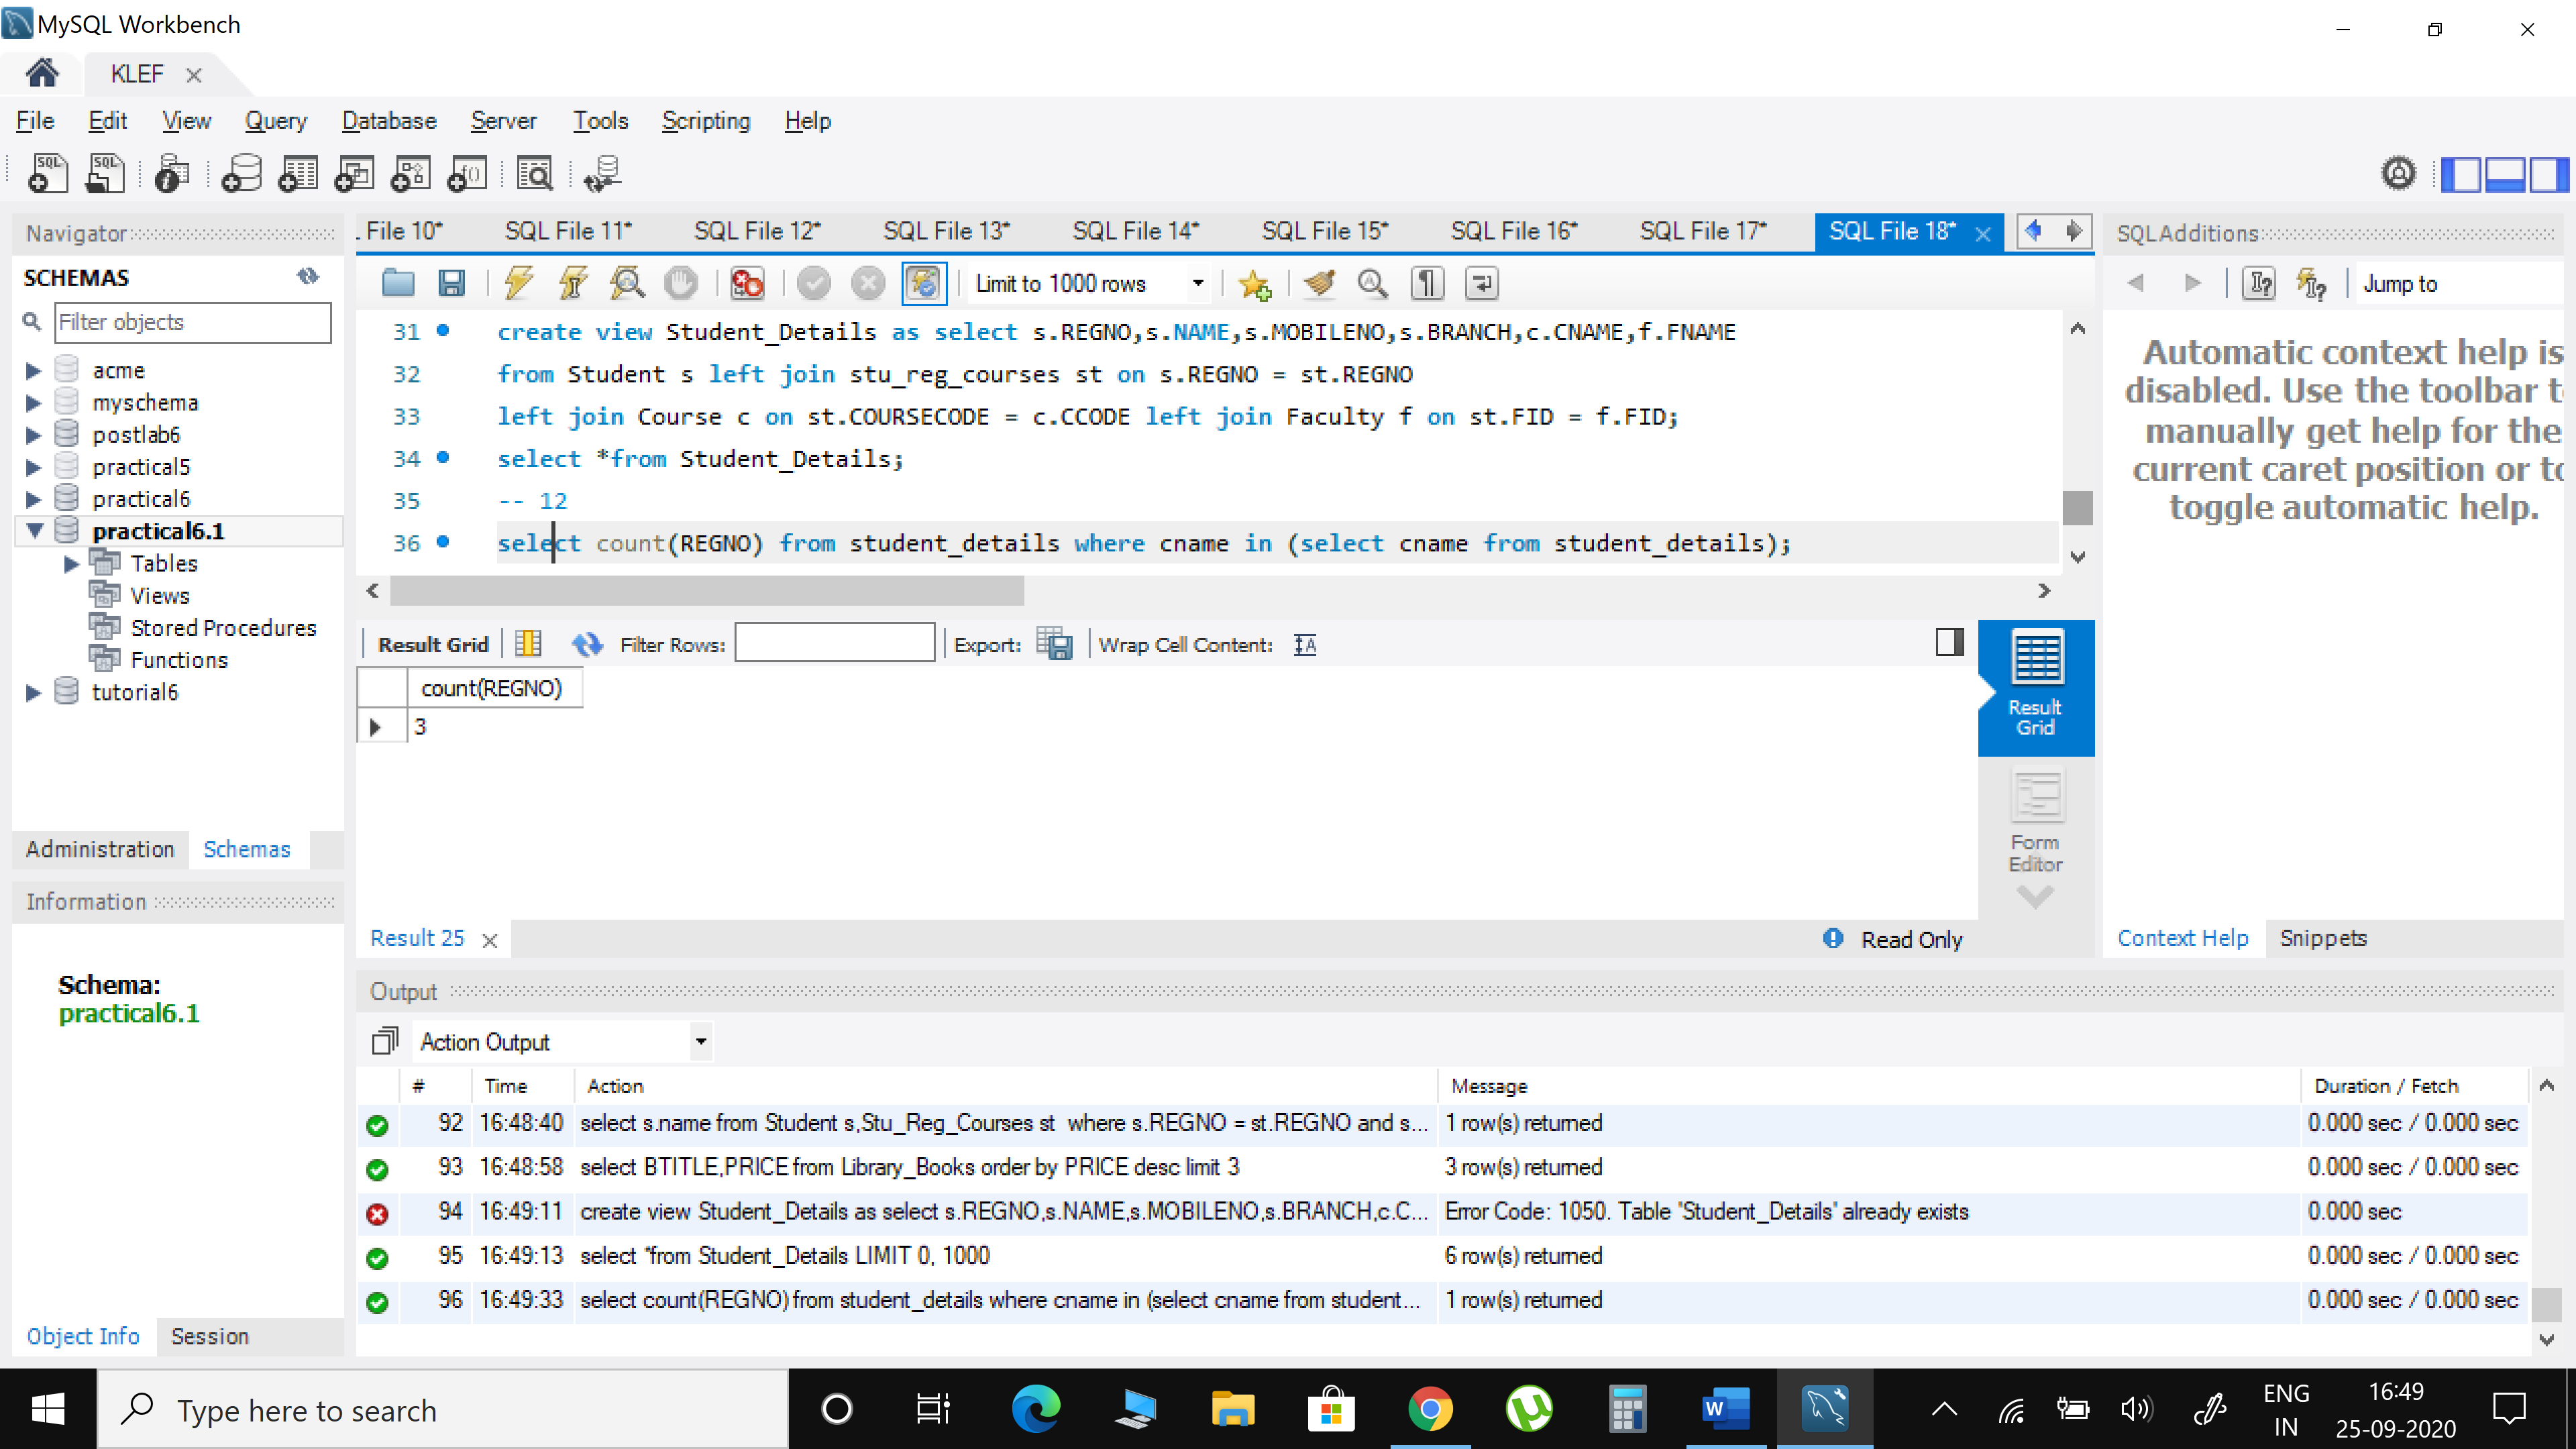 MySQL Workbench
KLEF
File Edit View Query Database Server Tools Scripting Help
Navigator
SCHEMAS
Filter objects
acme
myschema
postlab6
practical5
practical6
practical6.1
Tables
Views
Stored Procedures
Functions
tutorial6
Administration Schemas
Information
Schema:
practical6.1
Object Info Session
File 10* SQL File 11* SQL File 12* SQL File 13* SQL File 14* SQL File 15* SQL File 16* SQL File 17* SQL File 18*
Limit to 1000 rows
31 create view Student_Details as select s.REGNO,s.NAME,s.MOBILENO,s.BRANCH,c.CNAME,f.FNAME
32 from Student s left join stu_reg_courses st on s.REGNO = st.REGNO
33 left join Course c on st.COURSECODE = c.CCODE left join Faculty f on st.FID = f.FID;
34 select *from Student_Details;
35 -- 12
36 select count(REGNO) from student_details where cname in (select cname from student_details);
Result Grid Filter Rows: Export: Wrap Cell Content:
count(REGNO)
3
Result
Grid
Form
Editor
Result 25
Read Only
SQLAdditions
Jump to
Automatic context help is
disabled. Use the toolbar
manually get help for the
current caret position or
toggle automatic help.
Context Help Snippets
Output
Action Output
# Time Action Message Duration / Fetch
92 16:48:40 select s.name from Student s,Stu_Reg_Courses st where s.REGNO = st.REGNO and s... 1 row(s) returned 0.000 sec / 0.000 sec
93 16:48:58 select BTITLE,PRICE from Library_Books order by PRICE desc limit 3 3 row(s) returned 0.000 sec / 0.000 sec
94 16:49:11 create view Student_Details as select s.REGNO,s.NAME,s.MOBILENO,s.BRANCH,c.C... Error Code: 1050. Table 'Student_Details' already exists 0.000 sec
95 16:49:13 select *from Student_Details LIMIT 0, 1000 6 row(s) returned 0.000 sec / 0.000 sec
96 16:49:33 select count(REGNO) from student_details where cname in (select cname from student... 1 row(s) returned 0.000 sec / 0.000 sec
Type here to search
ENG
IN
16:49
25-09-2020